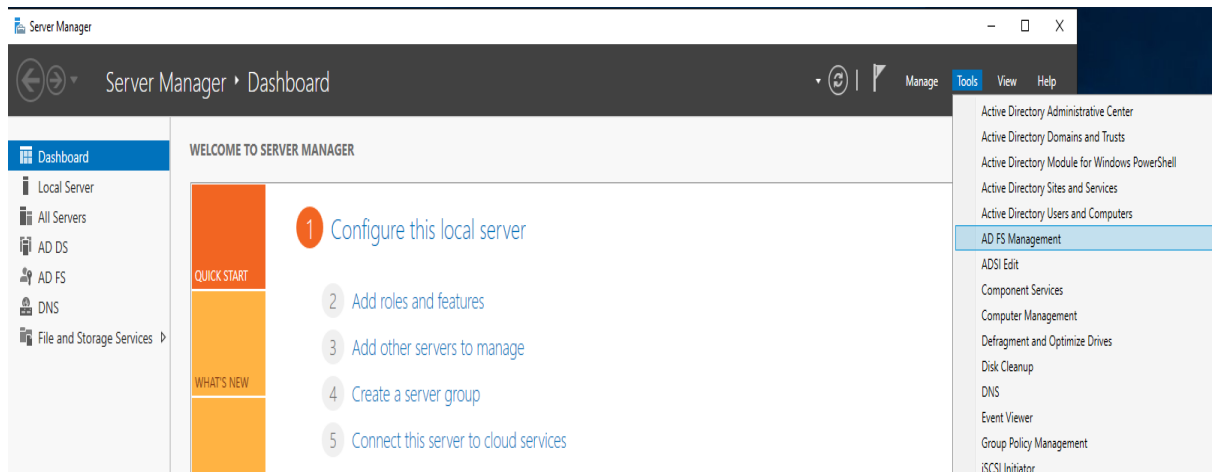 Server Manager
Server Manager ‣ Dashboard
Manage Tools View Help
Dashboard
Local Server
All Servers
AD DS
AD FS
DNS
File and Storage Services
WELCOME TO SERVER MANAGER
QUICK START
WHAT'S NEW
1 Configure this local server
2 Add roles and features
3 Add other servers to manage
4 Create a server group
5 Connect this server to cloud services
Active Directory Administrative Center
Active Directory Domains and Trusts
Active Directory Module for Windows PowerShell
Active Directory Sites and Services
Active Directory Users and Computers
AD FS Management
ADSI Edit
Component Services
Computer Management
Defragment and Optimize Drives
Disk Cleanup
DNS
Event Viewer
Group Policy Management
iSCSI Initiator